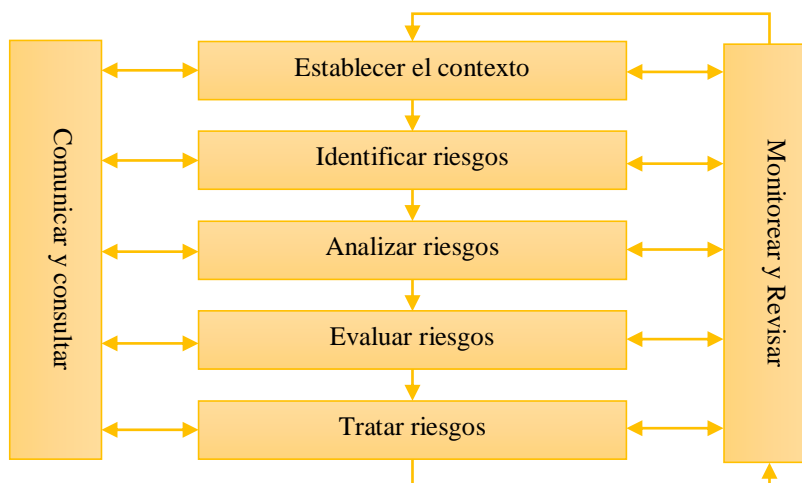 Establecer el contexto
Identificar riesgos
Analizar riesgos
Evaluar riesgos
Tratar riesgos
Comunicar y consultar
Monitorear y Revisar